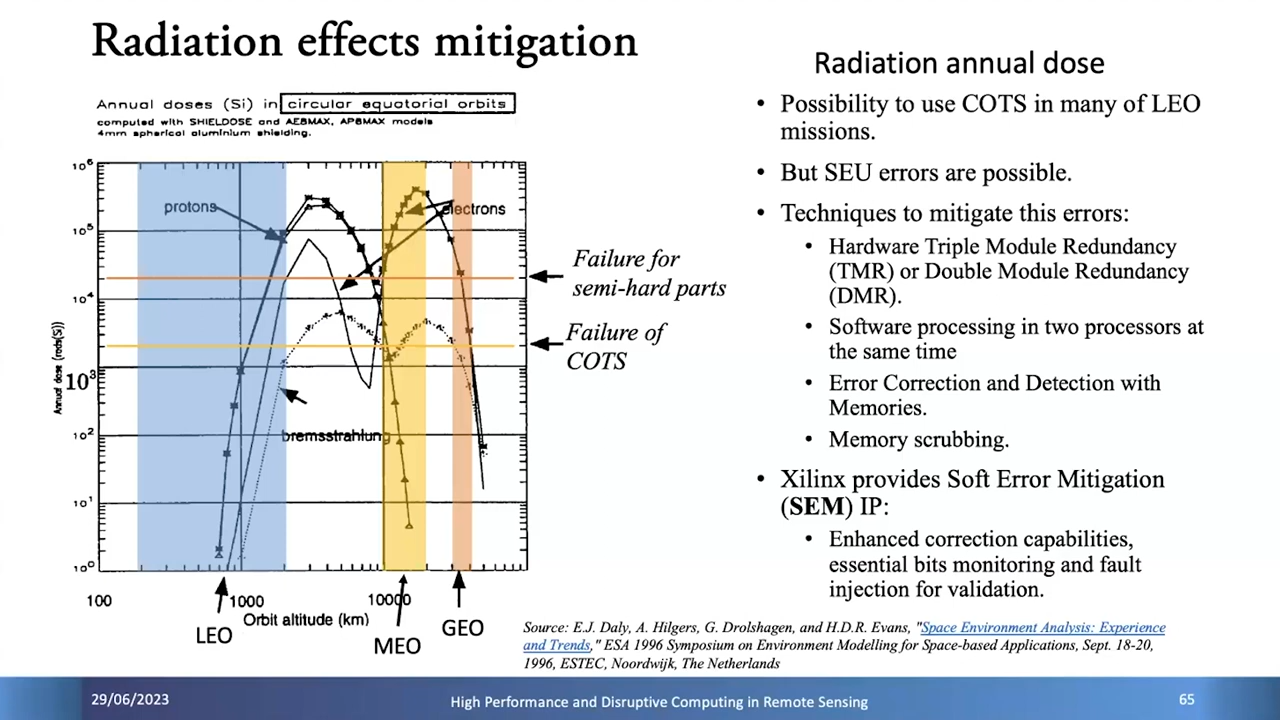 Radiation effects mitigation
Annual doses (Si) in circular equatorial orbits
computed with SHIELDOSE and AE8MAX, AP8MAX models
4mm spherical aluminium shielding.
10⁶
10⁵
10⁴
10³
10²
10¹
10⁰
Annual dose (rads(Si))
protons
electrons
bremsstrahlung
100
1000
10000
Orbit altitude (km)
LEO
MEO
GEO
Failure for
semi-hard parts
Failure of
COTS
Radiation annual dose
• Possibility to use COTS in many of LEO
missions.
• But SEU errors are possible.
• Techniques to mitigate this errors:
• Hardware Triple Module Redundancy
(TMR) or Double Module Redundancy
(DMR).
• Software processing in two processors at
the same time
• Error Correction and Detection with
Memories.
• Memory scrubbing.
• Xilinx provides Soft Error Mitigation
(SEM) IP:
• Enhanced correction capabilities,
essential bits monitoring and fault
injection for validation.
Source: E.J. Daly, A. Hilgers, G. Drolshagen, and H.D.R. Evans, "Space Environment Analysis: Experience
and Trends," ESA 1996 Symposium on Environment Modelling for Space-based Applications, Sept. 18-20,
1996, ESTEC, Noordwijk, The Netherlands
29/06/2023
High Performance and Disruptive Computing in Remote Sensing
65